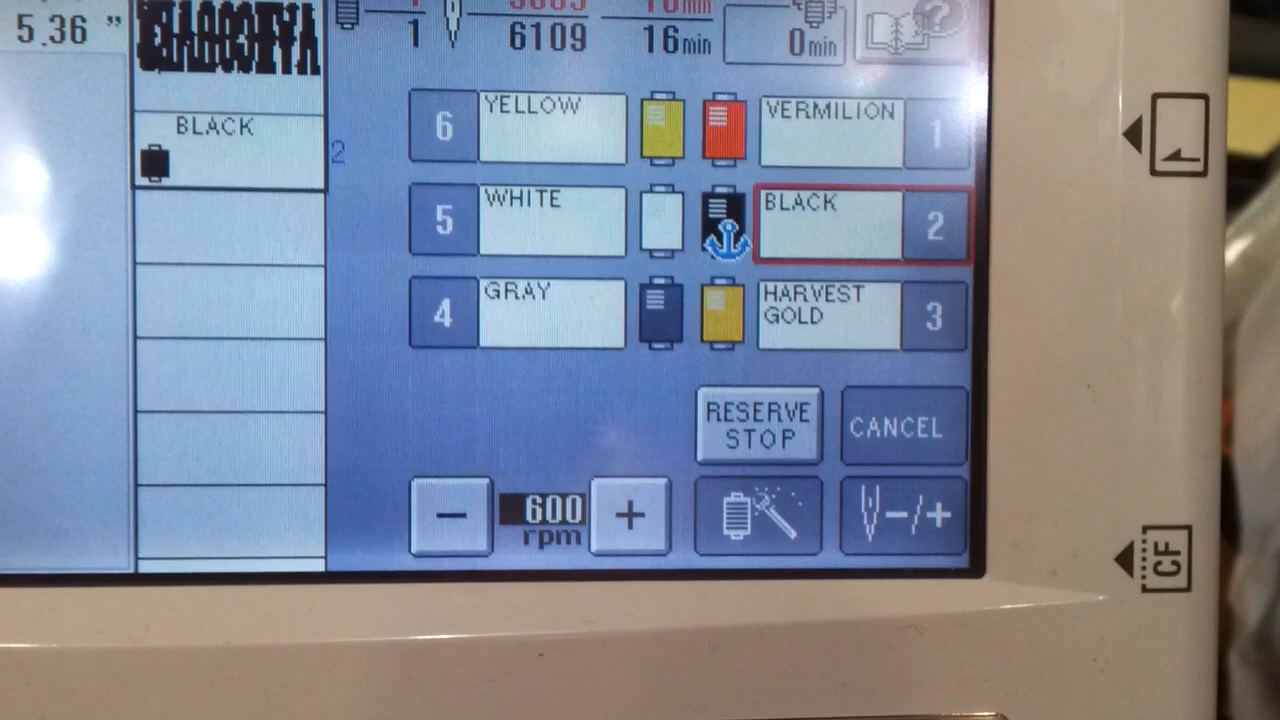 5.36 "
1
6109
16min
0min
?
BLACK
2
6
YELLOW
VERMILION
1
5
WHITE
BLACK
2
4
GRAY
HARVEST
GOLD
3
RESERVE
STOP
CANCEL
−
600
rpm
+
−/+
CF